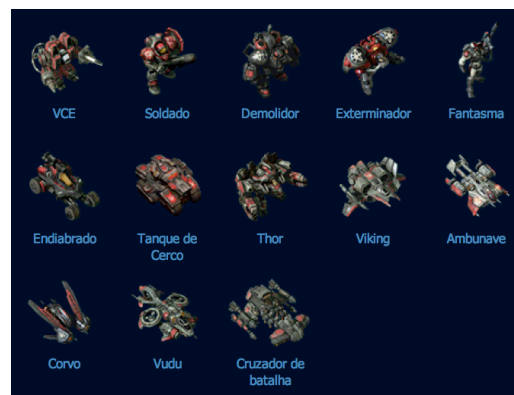 VCE
Soldado
Demolidor
Exterminador
Fantasma
Endiabrado
Tanque de
Cerco
Thor
Viking
Ambunave
Corvo
Vudu
Cruzador de
batalha